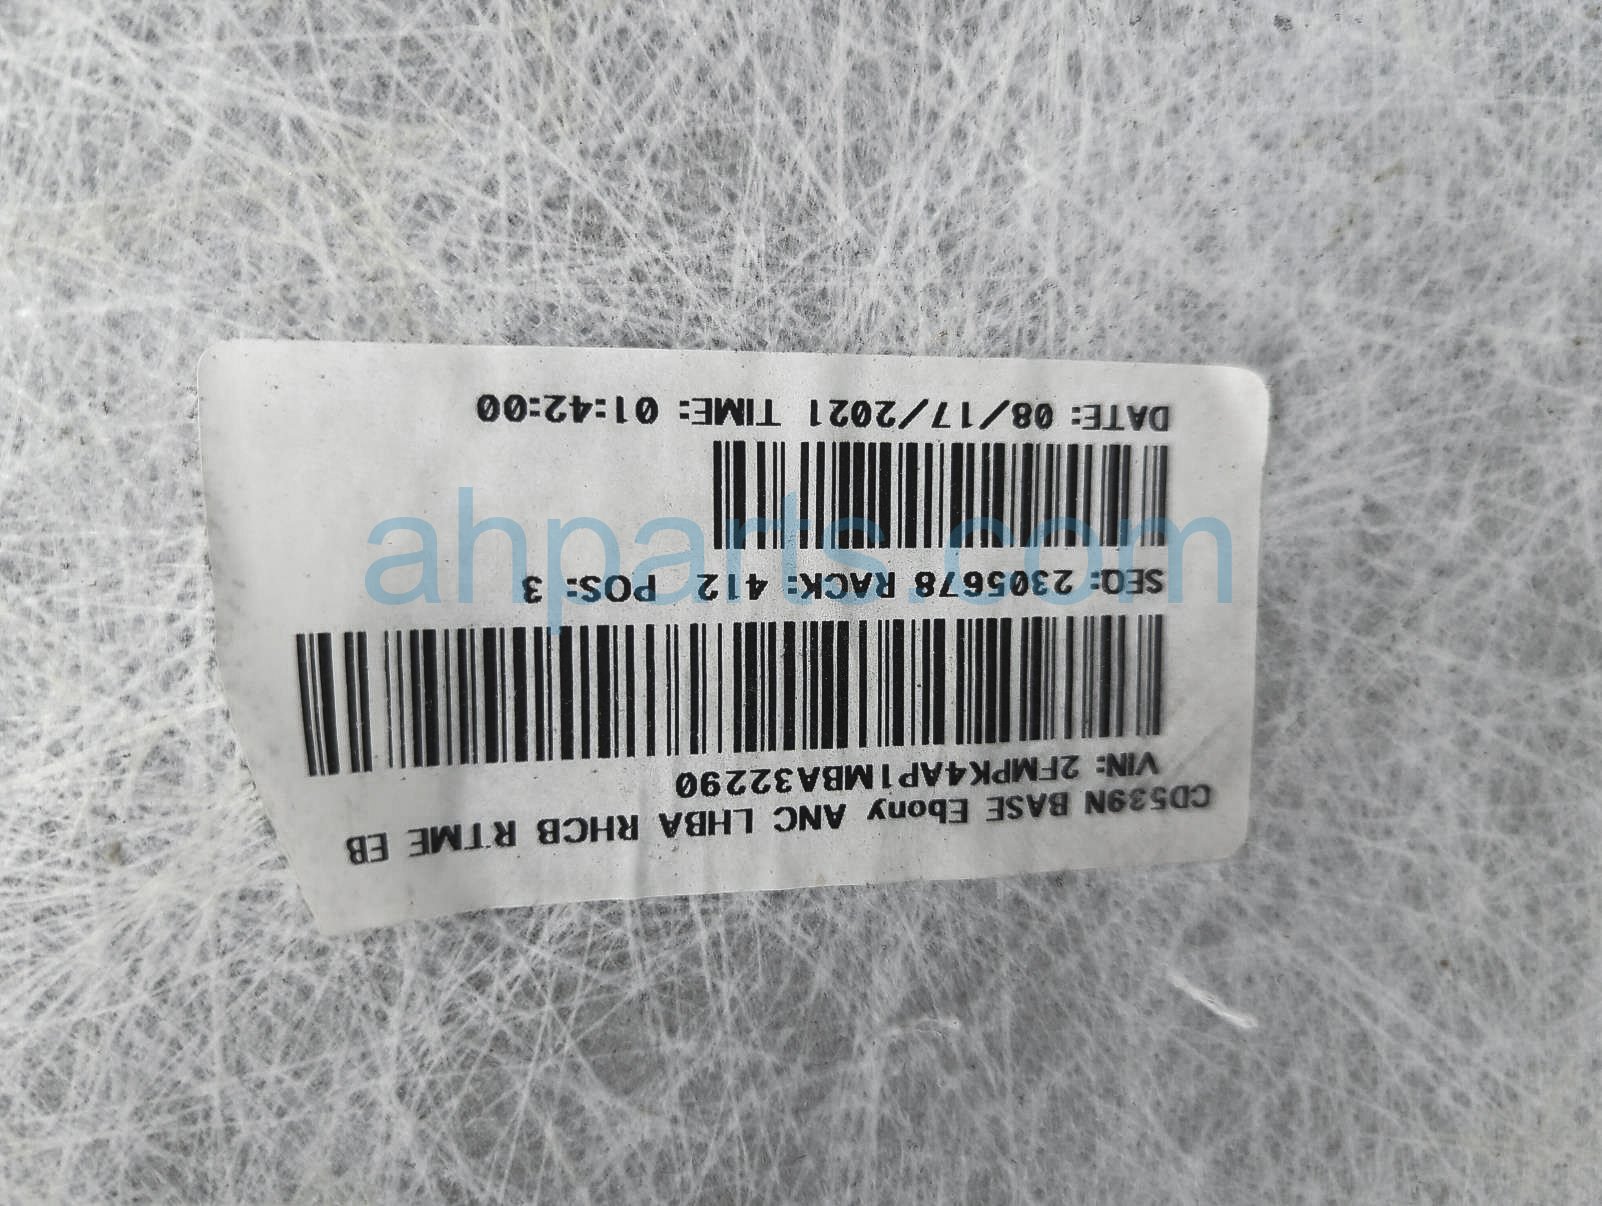 CD539N BASE Ebony ANC LHBA RHCB RTME EB
VIN: 2FMPK4AP1MBA32290
SEQ: 2305678 RACK: 412 POS: 3
DATE: 08/17/2021 TIME: 01:42:00
ahparts.com